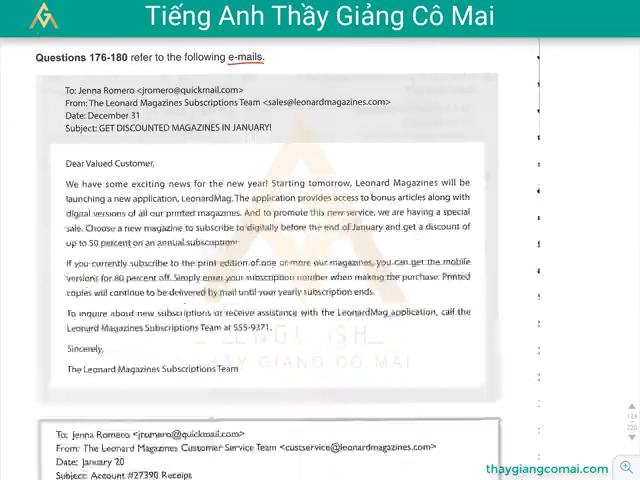 Tiếng Anh Thầy Giảng Cô Mai
Questions 176-180 refer to the following e-mails.
To: Jenna Romero <jromero@quickmail.com>
From: The Leonard Magazines Subscriptions Team <sales@leonardmagazines.com>
Date: December 31
Subject: GET DISCOUNTED MAGAZINES IN JANUARY!
Dear Valued Customer,
We have some exciting news for the new year! Starting tomorrow, Leonard Magazines will be
launching a new application, LeonardMag. The application provides access to bonus articles along with
digital versions of all our printed magazines. And to promote this new service, we are having a special
sale. Choose a new magazine to subscribe to digitally before the end of January and get a discount of
up to 50 percent on an annual subscription!
If you currently subscribe to the print edition of one or more our magazines, you can get the mobile
versions for 80 percent off. Simply enter your subscription number when making the purchase. Printed
copies will continue to be delivered by mail until your yearly subscription ends.
To inquire about new subscriptions or receive assistance with the LeonardMag application, call the
Leonard Magazines Subscriptions Team at 555-9371.
ENGLISH
Sincerely,
THẦY GIẢNG CÔ MAI
The Leonard Magazines Subscriptions Team
To: Jenna Romero <jromero@quickmail.com>
From: The Leonard Magazines Customer Service Team <custservice@leonardmagazines.com>
Date: January 20
Subject: Account #27390 Receipt
thaygiangcomai.com